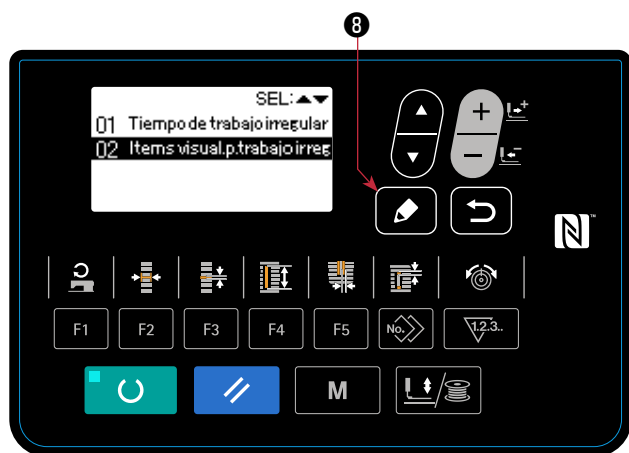 8
SEL:▲▼
01 Tiempo de trabajo irregular
02 Items visual.p.trabajo irreg
F1 F2 F3 F4 F5 No. 1.2.3..
M
N